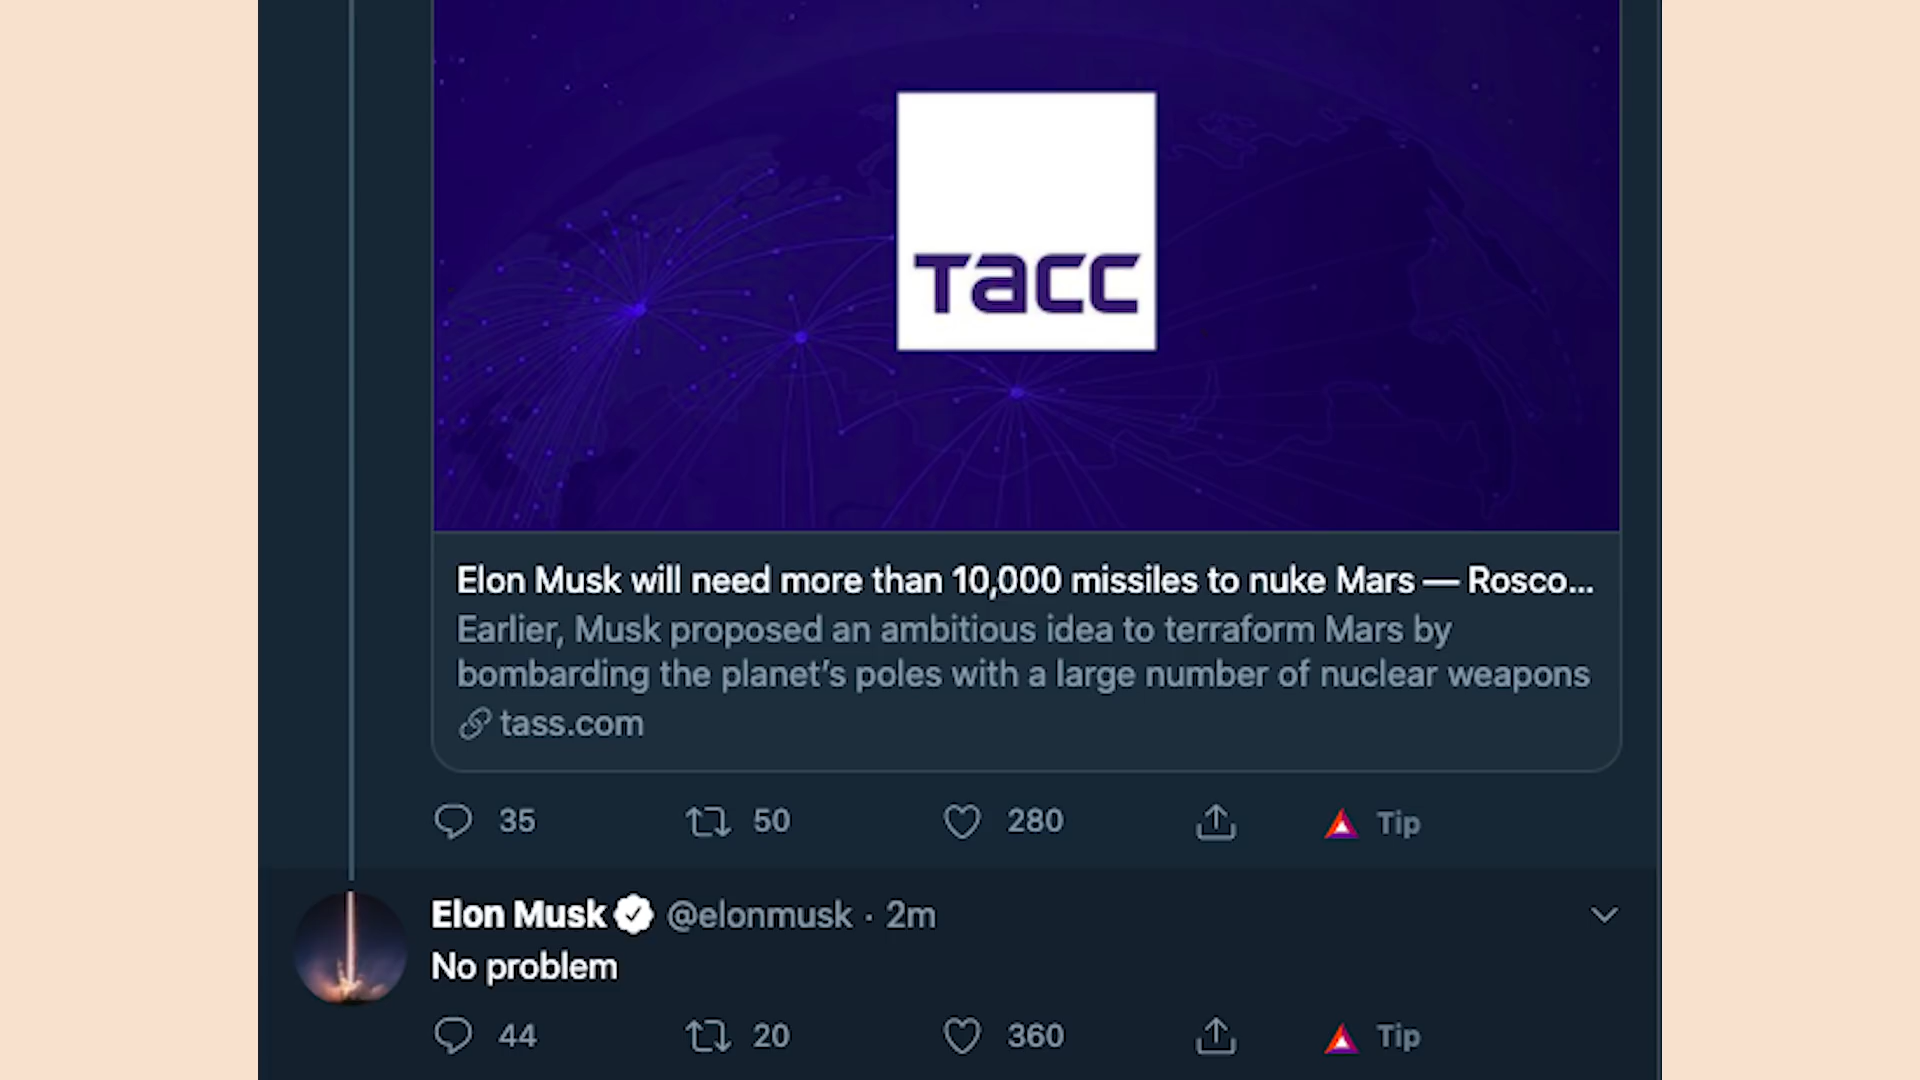 тасс
Elon Musk will need more than 10,000 missiles to nuke Mars — Rosco...
Earlier, Musk proposed an ambitious idea to terraform Mars by
bombarding the planet’s poles with a large number of nuclear weapons
tass.com
35 50 280 Tip
Elon Musk @elonmusk · 2m
No problem
44 20 360 Tip